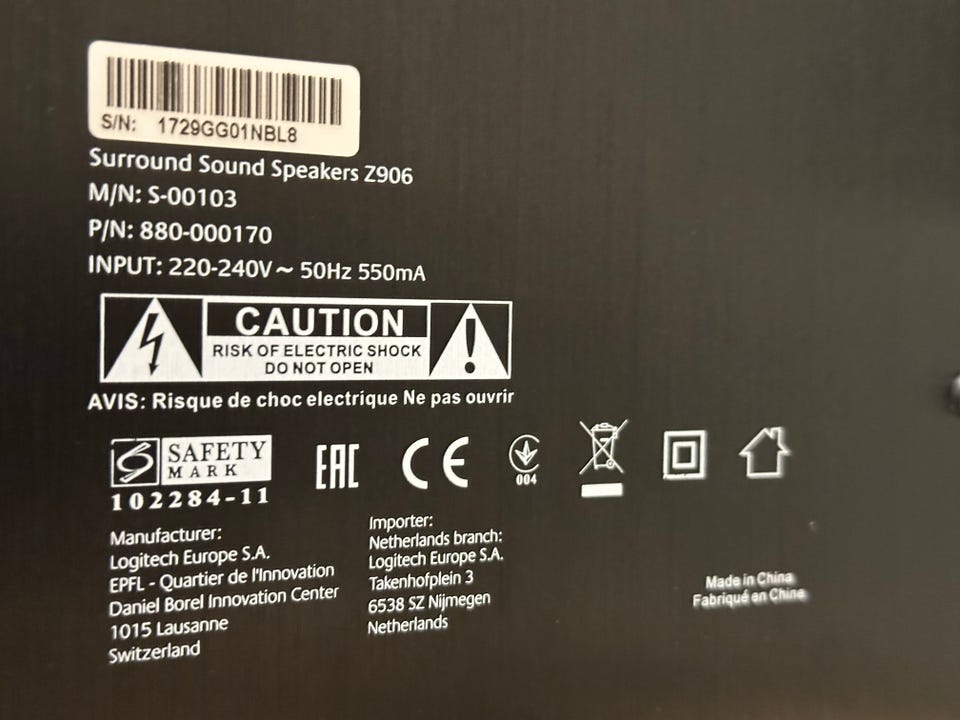 S/N: 1729GG01NBL8
Surround Sound Speakers Z906
M/N: S-00103
P/N: 880-000170
INPUT: 220-240V ~ 50Hz 550mA
CAUTION
RISK OF ELECTRIC SHOCK
DO NOT OPEN
AVIS: Risque de choc electrique Ne pas ouvrir
SAFETY
MARK
102284-11
EAC
CE
004
Manufacturer:
Logitech Europe S.A.
EPFL - Quartier de l'Innovation
Daniel Borel Innovation Center
1015 Lausanne
Switzerland
Importer:
Netherlands branch:
Logitech Europe S.A.
Takenhofplein 3
6538 SZ Nijmegen
Netherlands
Made in China
Fabriqué en Chine